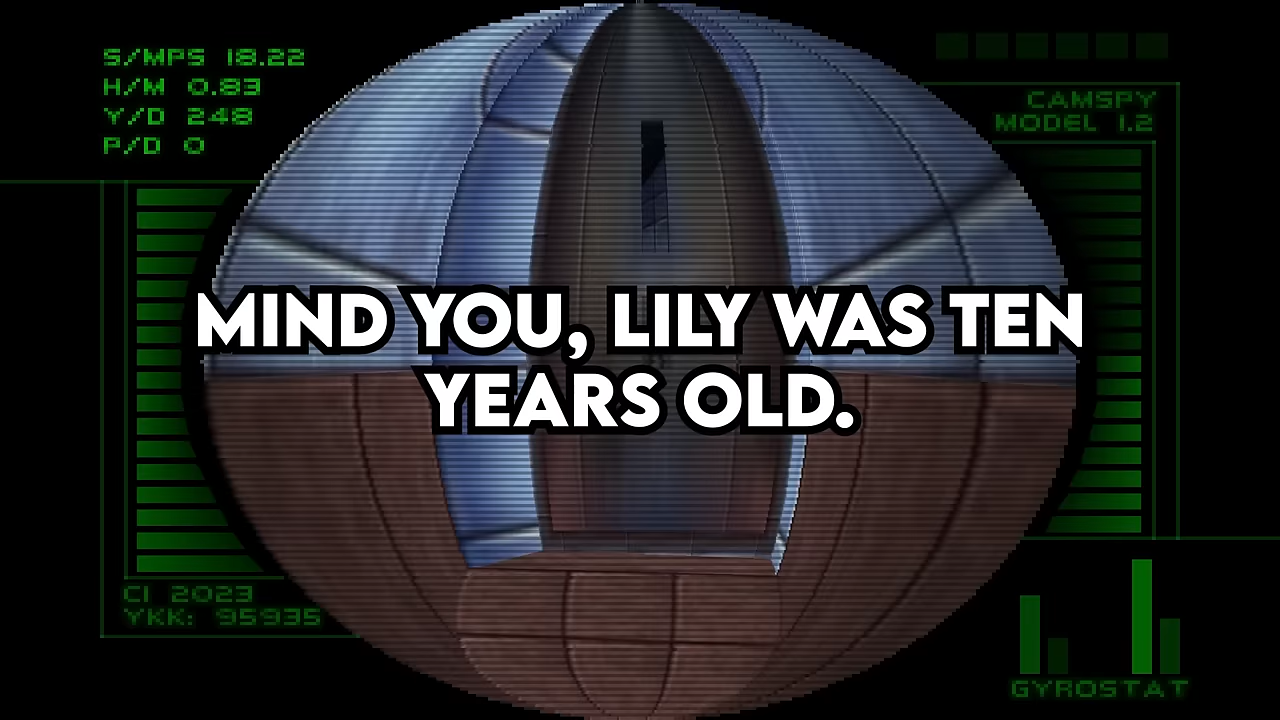 S/MPS 18.22
H/M 0.83
Y/D 248
P/D 0
CAMSPY
MODEL 1.2
MIND YOU, LILY WAS TEN
YEARS OLD.
CI 2023
YKK: 95935
GYROSTAT